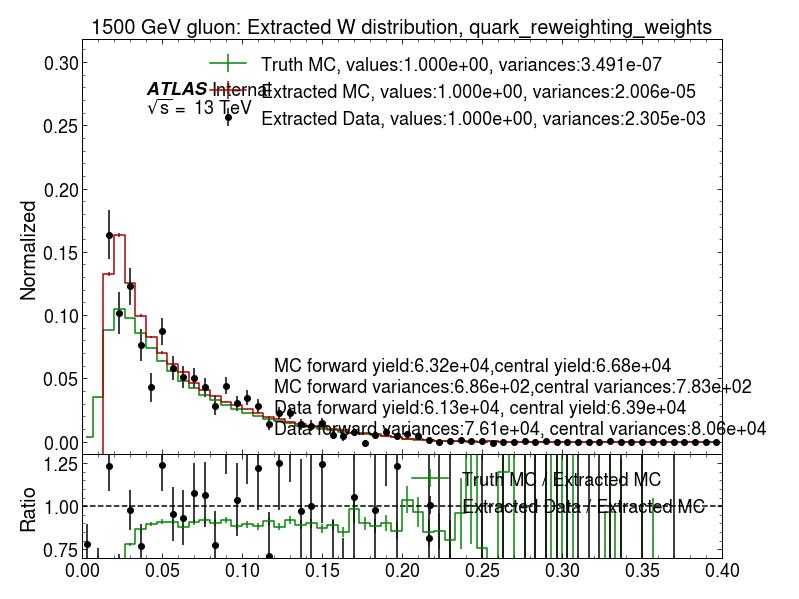 1500 GeV gluon: Extracted W distribution, quark_reweighting_weights
Truth MC, values:1.000e+00, variances:3.491e-07
ATLAS Internal
Extracted MC, values:1.000e+00, variances:2.006e-05
√s = 13 TeV
Extracted Data, values:1.000e+00, variances:2.305e-03
Normalized
0.30
0.25
0.20
0.15
0.10
0.05
0.00
MC forward yield:6.32e+04,central yield:6.68e+04
MC forward variances:6.86e+02,central variances:7.83e+02
Data forward yield:6.13e+04, central yield:6.39e+04
Data forward variances:7.61e+04, central variances:8.06e+04
Ratio
1.25
1.00
0.75
Truth MC / Extracted MC
Extracted Data / Extracted MC
0.00 0.05 0.10 0.15 0.20 0.25 0.30 0.35 0.40